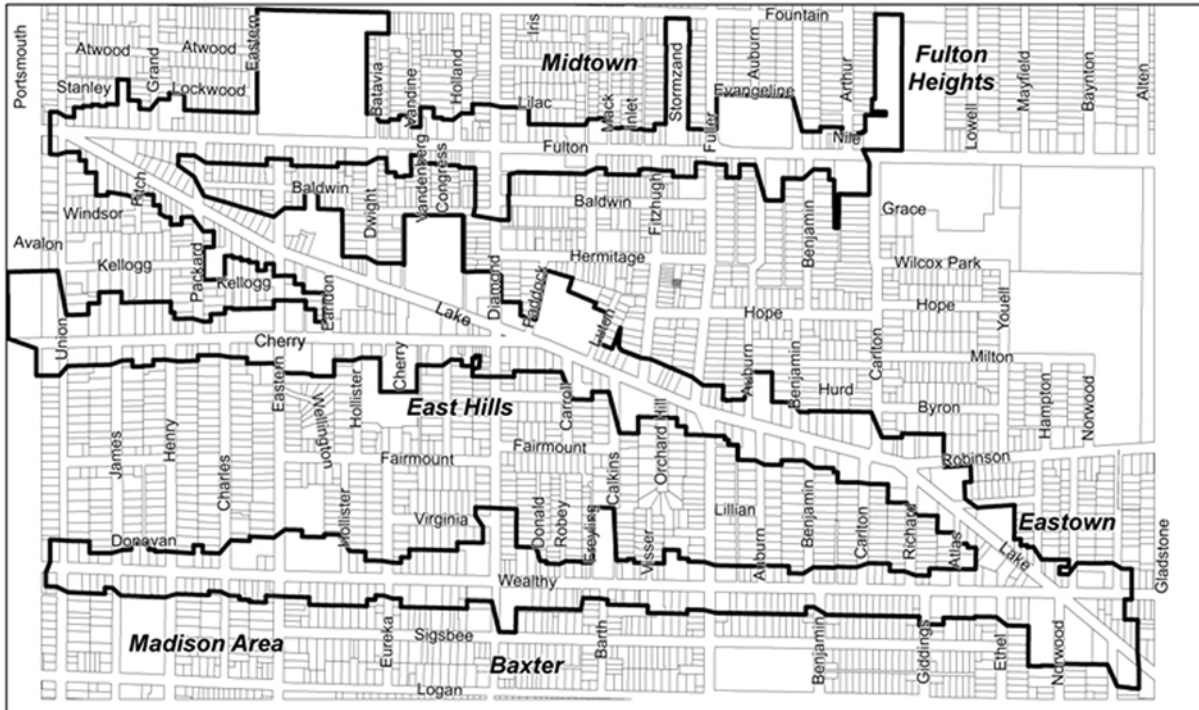 Fountain
Portsmouth
Atwood
Grand
Atwood
Eastern
Iris
Midtown
Stormzand
Auburn
Arthur
Fulton
Heights
Mayfield
Baynton
Alten
Stanley
Lockwood
Batavia
Vandine
Holland
Lilac
Mack
Inlet
Evangeline
Fuller
Nile
Lowell
Fulton
Rich
Baldwin
Dwight
Vandenberg
Congress
Baldwin
Fitzhugh
Benjamin
Grace
Windsor
Avalon
Kellogg
Packard
Kellogg
Hermitage
Wilcox Park
Earldon
Lake
Diamond
Paddock
Luton
Hope
Hope
Youell
Union
Cherry
Cherry
Auburn
Benjamin
Hurd
Carlton
Milton
Eastern
Wellington
Hollister
East Hills
Carroll
Byron
Hampton
Norwood
James
Henry
Charles
Fairmount
Fairmount
Calkins
Orchard Hill
Robinson
Hollister
Virginia
Donald
Robey
Freyling
Visser
Lillian
Auburn
Benjamin
Carlton
Richard
Atlas
Lake
Eastown
Gladstone
Donovan
Wealthy
Madison Area
Eureka
Sigsbee
Baxter
Barth
Benjamin
Giddings
Ethel
Norwood
Logan